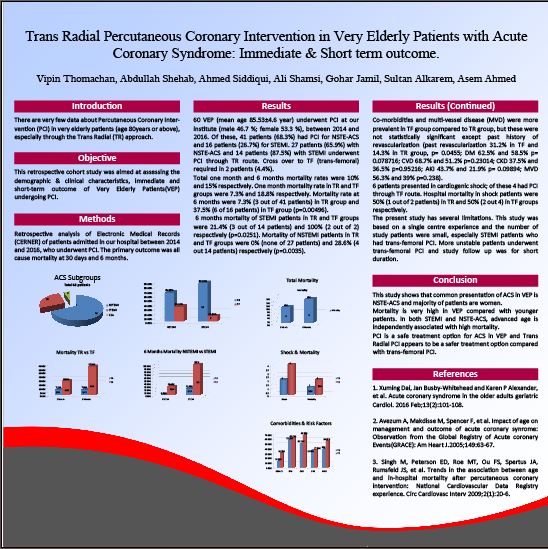 Trans Radial Percutaneous Coronary Intervention in Very Elderly Patients with Acute
Coronary Syndrome: Immediate & Short term outcome.
Vipin Thomachan, Abdullah Shehab, Ahmed Siddiqui, Ali Shamsi, Gohar Jamil, Sultan Alkarem, Asem Ahmed
Introduction
There are very few data about Percutaneous Coronary Inter-
vention (PCI) in very elderly patients (age 80years or above),
especially through the Trans Radial (TR) approach.
Objective
This retrospective cohort study was aimed at assessing the
demographic & clinical characteristics, immediate and
short-term outcome of Very Elderly Patients(VEP)
undergoing PCI.
Methods
Retrospective analysis of Electronic Medical Records
(CERNER) of patients admitted in our hospital between 2014
and 2016, who underwent PCI. The primary outcome was all
cause mortality at 30 days and 6 months.
ACS Subgroups
Total 60 patients
Mortality TR vs TF
6 Months Mortality NSTEMI vs STEMI
Results
60 VEP (mean age 85.53±4.6 year) underwent PCI at our
institute (male 46.7 %; female 53.3 %), between 2014 and
2016. Of these, 41 patients (68.3%) had PCI for NSTE-ACS
and 16 patients (26.7%) for STEMI. 27 patients (65.9%) with
NSTE-ACS and 14 patients (87.5%) with STEMI underwent
PCI through TR route. Cross over to TF (trans-femoral)
required in 2 patients (4.4%).
Total one month and 6 months mortality rates were 10%
and 15% respectively. One month mortality rate in TR and TF
groups were 7.3% and 18.8% respectively. Mortality rate at
6 months were 7.3% (3 out of 41 patients) in TR group and
37.5% (6 of 16 patients) in TF group (p=0.00496).
6 months mortality of STEMI patients in TR and TF groups
were 21.4% (3 out of 14 patients) and 100% (2 out of 2)
respectively (p=0.0251). Mortality of NSTEMI patients in TR
and TF groups were 0% (none of 27 patients) and 28.6% (4
out 14 patients) respectively (p=0.0035).
Total Mortality
Shock & Mortality
Comorbidities & Risk Factors
Results (Continued)
Co-morbidities and multi-vessel disease (MVD) were more
prevalent in TF group compared to TR group, but these were
not statistically significant except past history of
revascularization (past revascularization 31.2% in TF and
14.3% in TR group, p= 0.0455; DM 62.5% and 58.5% p=
0.078716; CVD 68.7% and 51.2% p=0.23014; CKD 37.5% and
36.5% p=0.95216; AKI 43.7% and 21.9% p= 0.09894; MVD
56.3% and 39% p=0.238).
6 patients presented in cardiogenic shock; of these 4 had PCI
through TF route. Hospital mortality in shock patients were
50% (1 out of 2 patients) in TR and 50% (2 out of 4) in TF groups
respectively.
The present study has several limitations. This study was
based on a single centre experience and the number of
study patients were small, especially STEMI patients who
had trans-femoral PCI. More unstable patients underwent
trans-femoral PCI and study follow up was for short
duration.
Conclusion
This study shows that common presentation of ACS in VEP is
NSTE-ACS and majority of patients are women.
Mortality is very high in VEP compared with younger
patients. In both STEMI and NSTE-ACS, advanced age is
independently associated with high mortality.
PCI is a safe treatment option for ACS in VEP and Trans
Radial PCI appears to be a safer treatment option compared
with trans-femoral PCI.
References
1. Xuming Dai, Jan Busby-Whitehead and Karen P Alexander,
et al. Acute coronary syndrome in the older adults geriatric
Cardiol. 2016 Feb;13(2):101-108.
2. Avezum A, Makdisse M, Spencer F, et al. Impact of age on
management and outcome of acute coronary syrrome:
Observation from the Global Registry of Acute coronary
Events(GRACE): Am Heart J.2005;149:63-67.
3. Singh M, Peterson ED, Roe MT, Ou FS, Spertus JA,
Rumsfeld JS, et al. Trends in the association between age
and in-hospital mortality after percutaneous coronary
intervention: National Cardiovascular Data Registry
experience. Circ Cardiovasc Interv 2009;2(1):20-6.